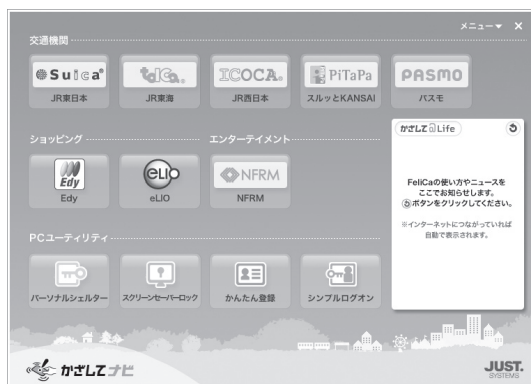 メニュー▼ ×
交通機関
Suica
TOICa
ICOCA
PiTaPa
PASMO
JR東日本
JR東海
JR西日本
スルッとKANSAI
パスモ
ショッピング
エンターテイメント
Edy
eLIO
NFRM
Edy
eLIO
NFRM
かざして Life
FeliCaの使い方やニュースを
ここでお知らせします。
ボタンをクリックしてください。
※インターネットにつながっていれば
自動で表示されます。
PCユーティリティ
パーソナルシェルター
スクリーンセーバーロック
かんたん登録
シンプルログオン
かざしてナビ
JUST
SYSTEMS